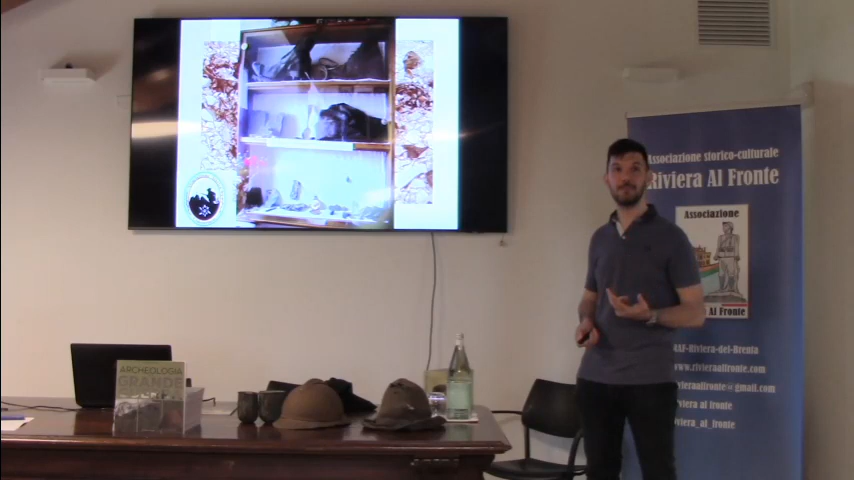 Associazione storico-culturale
Riviera Al Fronte
Associazione
Al Fronte
RAF-Riviera-del-Brenta
www.rivieraalfronte.com
rivieraalfronte@gmail.com
riviera al fronte
riviera_al_fronte
ARCHEOLOGIA
GRANDE